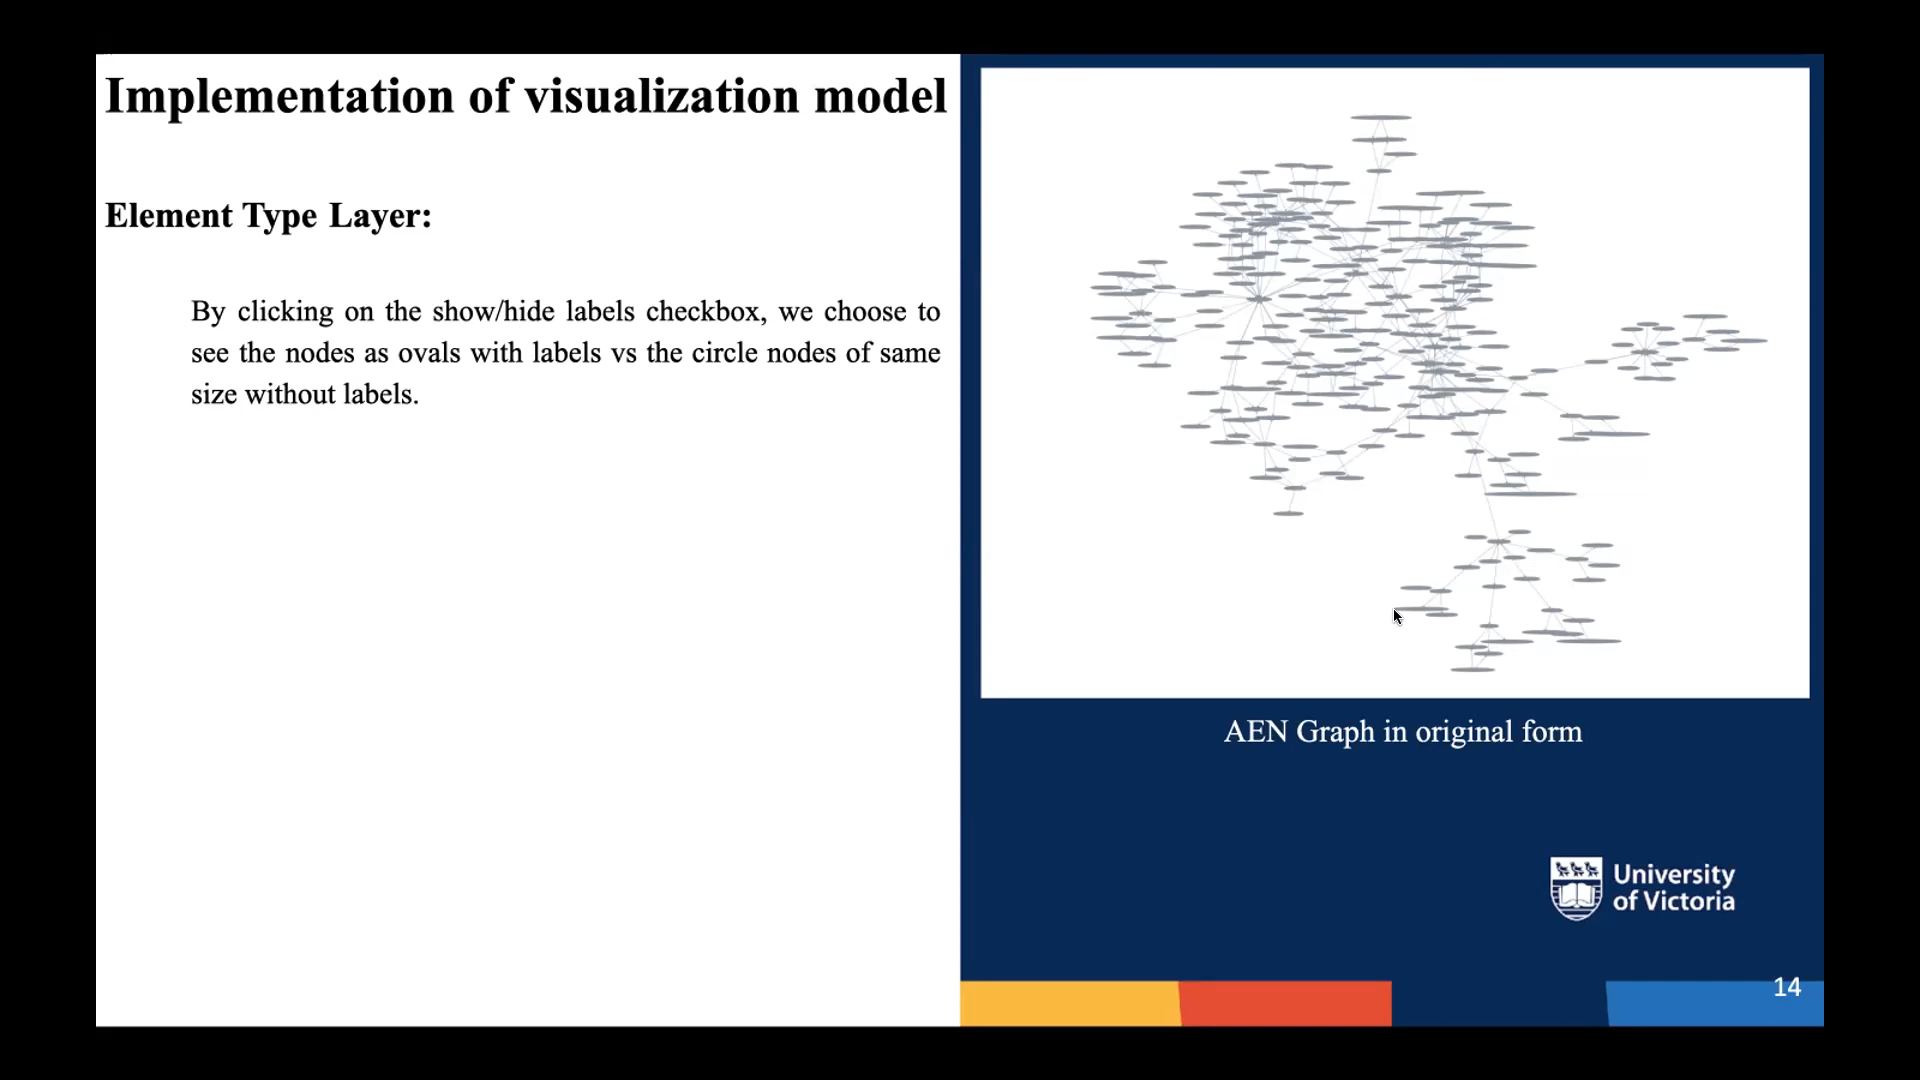 Implementation of visualization model
Element Type Layer:
By clicking on the show/hide labels checkbox, we choose to
see the nodes as ovals with labels vs the circle nodes of same
size without labels.
AEN Graph in original form
University
of Victoria
14